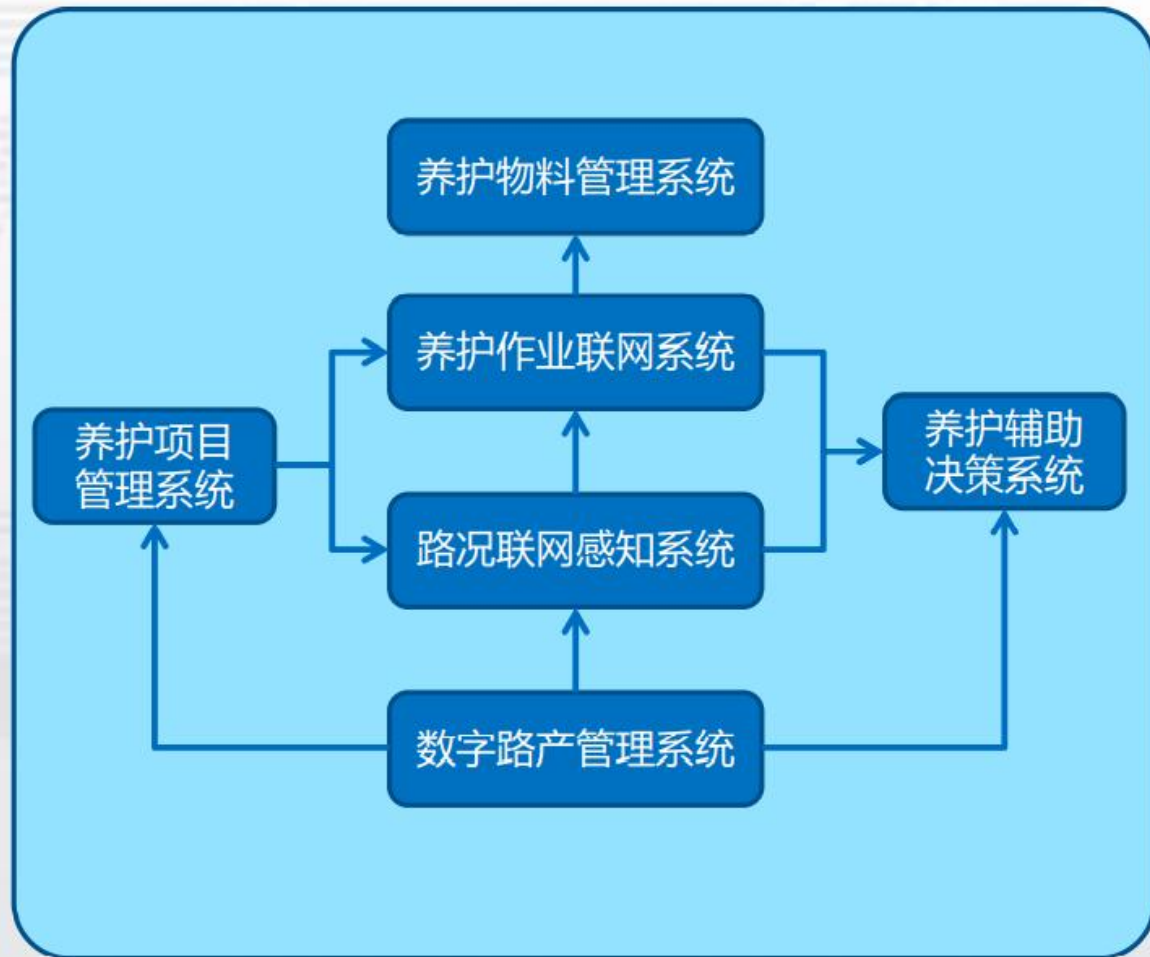 养护物料管理系统
养护作业联网系统
养护项目
管理系统
养护辅助
决策系统
路况联网感知系统
数字路产管理系统